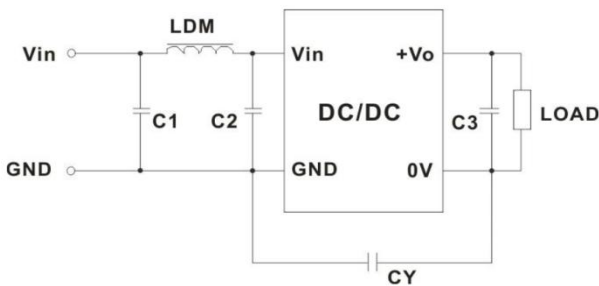 LDM
Vin
Vin
+Vo
C1
C2
DC/DC
C3
LOAD
GND
GND
0V
CY